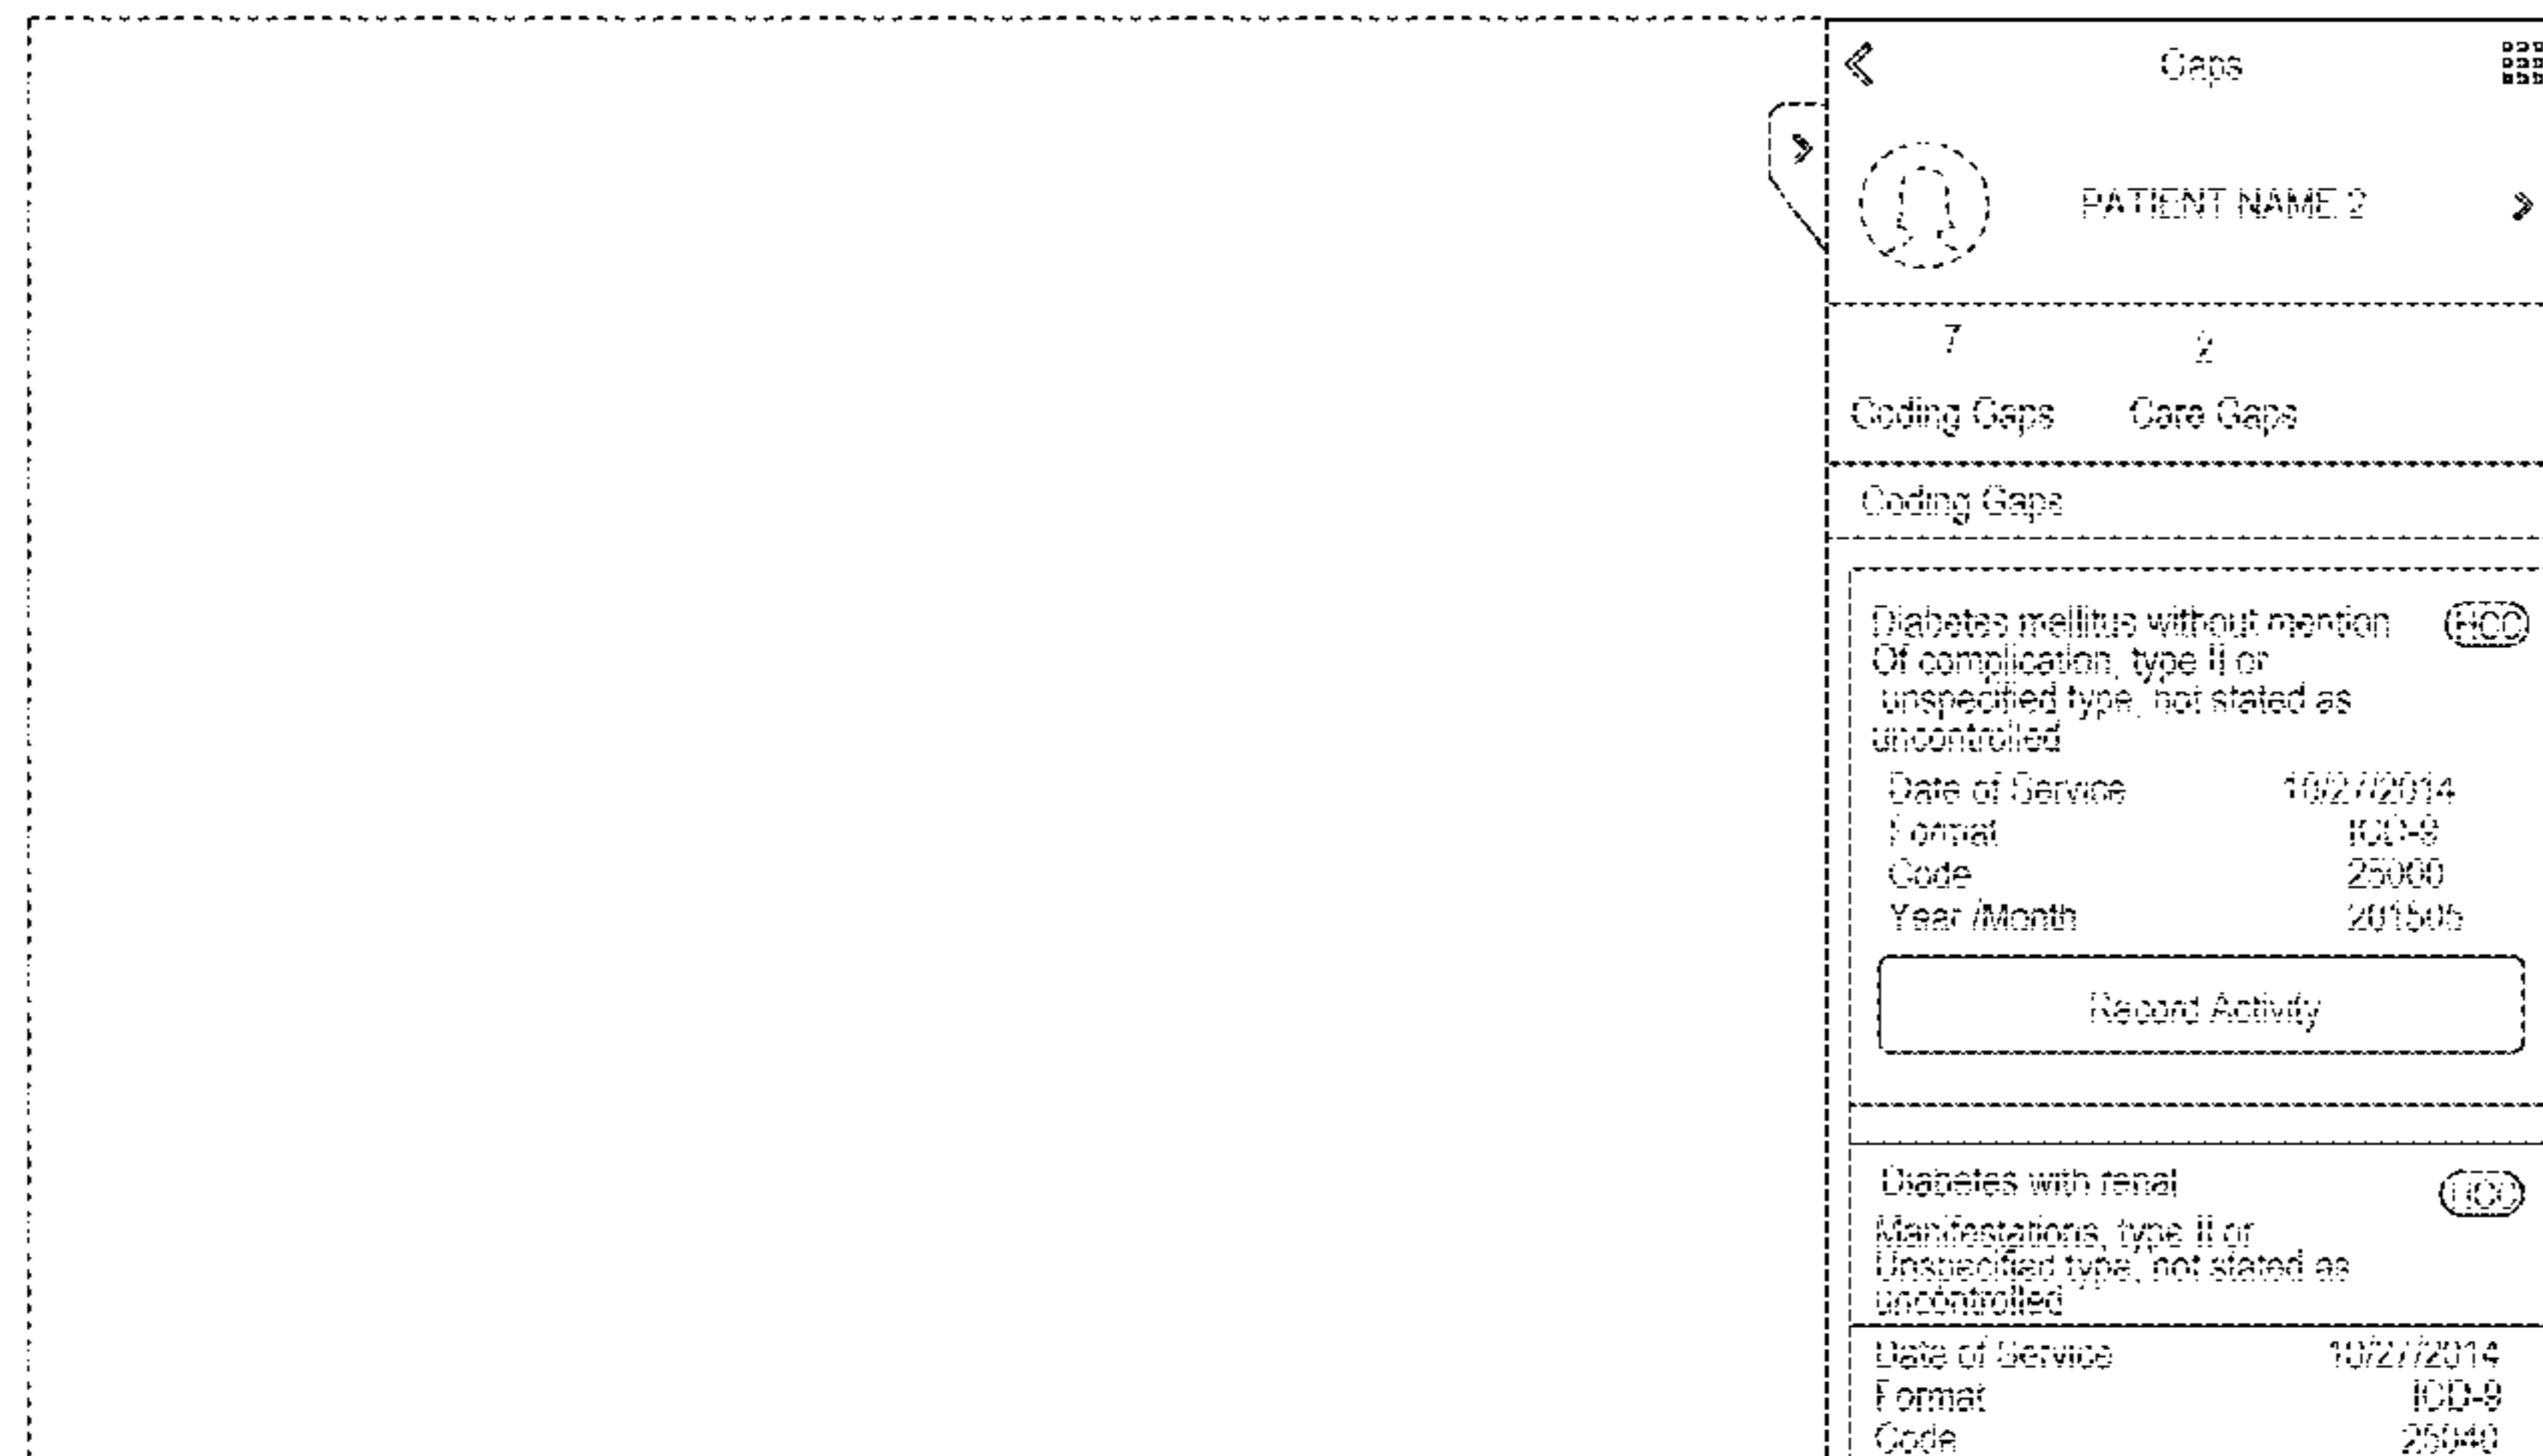 Gaps
PATIENT NAME 2
7 2
Coding Gaps Care Gaps
Coding Gaps
Diabetes mellitus without mention HCC
Of complication, type II or
unspecified type, not stated as
uncontrolled
Date of Service 10/27/2014
Format ICD-9
Code 25000
Year /Month 201505
Record Activity
Diabetes with renal HCC
Manifestations, type II or
Unspecified type, not stated as
uncontrolled
Date of Service 10/27/2014
Format ICD-9
Code 25040